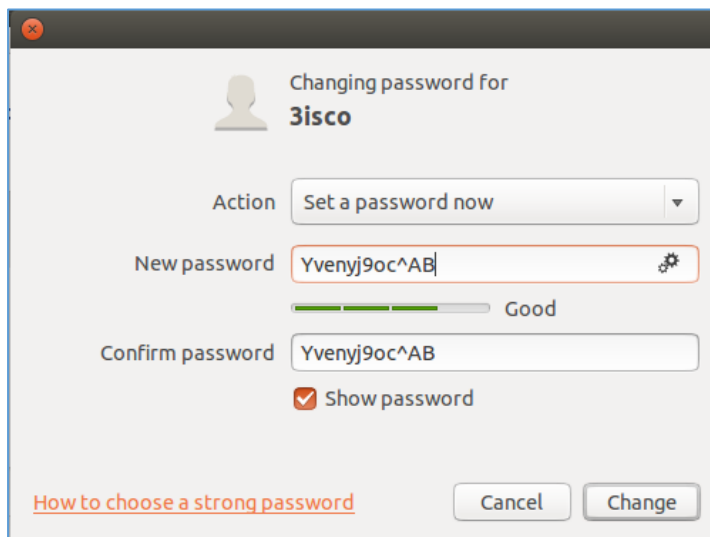 Changing password for
3isco
Action Set a password now
New password Yvenyj9oc^AB
Good
Confirm password Yvenyj9oc^AB
Show password
How to choose a strong password Cancel Change